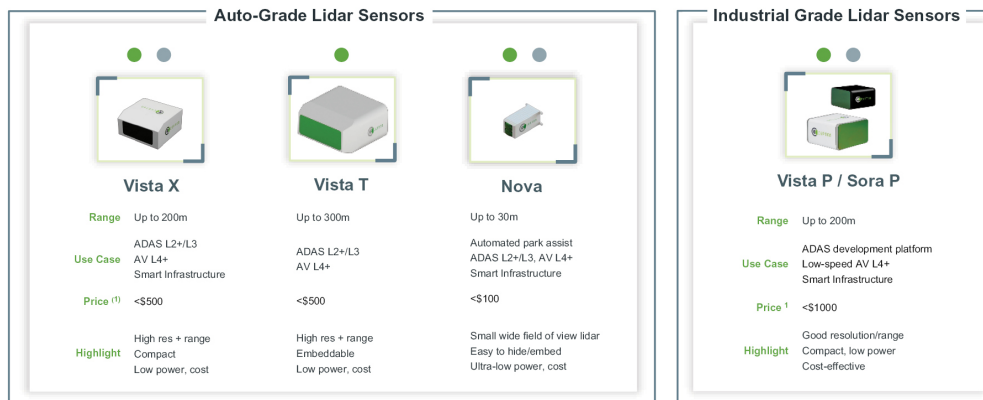 Auto-Grade Lidar Sensors
Vista X
Vista T
Nova
Range
Up to 200m
Up to 300m
Up to 30m
Use Case
ADAS L2+/L3
AV L4+
Smart Infrastructure
ADAS L2+/L3
AV L4+
Automated park assist
ADAS L2+/L3, AV L4+
Smart Infrastructure
Price (1)
<$500
<$500
<$100
Highlight
High res + range
Compact
Low power, cost
High res + range
Embeddable
Low power, cost
Small wide field of view lidar
Easy to hide/embed
Ultra-low power, cost
Industrial Grade Lidar Sensors
Vista P / Sora P
Range
Up to 200m
Use Case
ADAS development platform
Low-speed AV L4+
Smart Infrastructure
Price 1
<$1000
Highlight
Good resolution/range
Compact, low power
Cost-effective